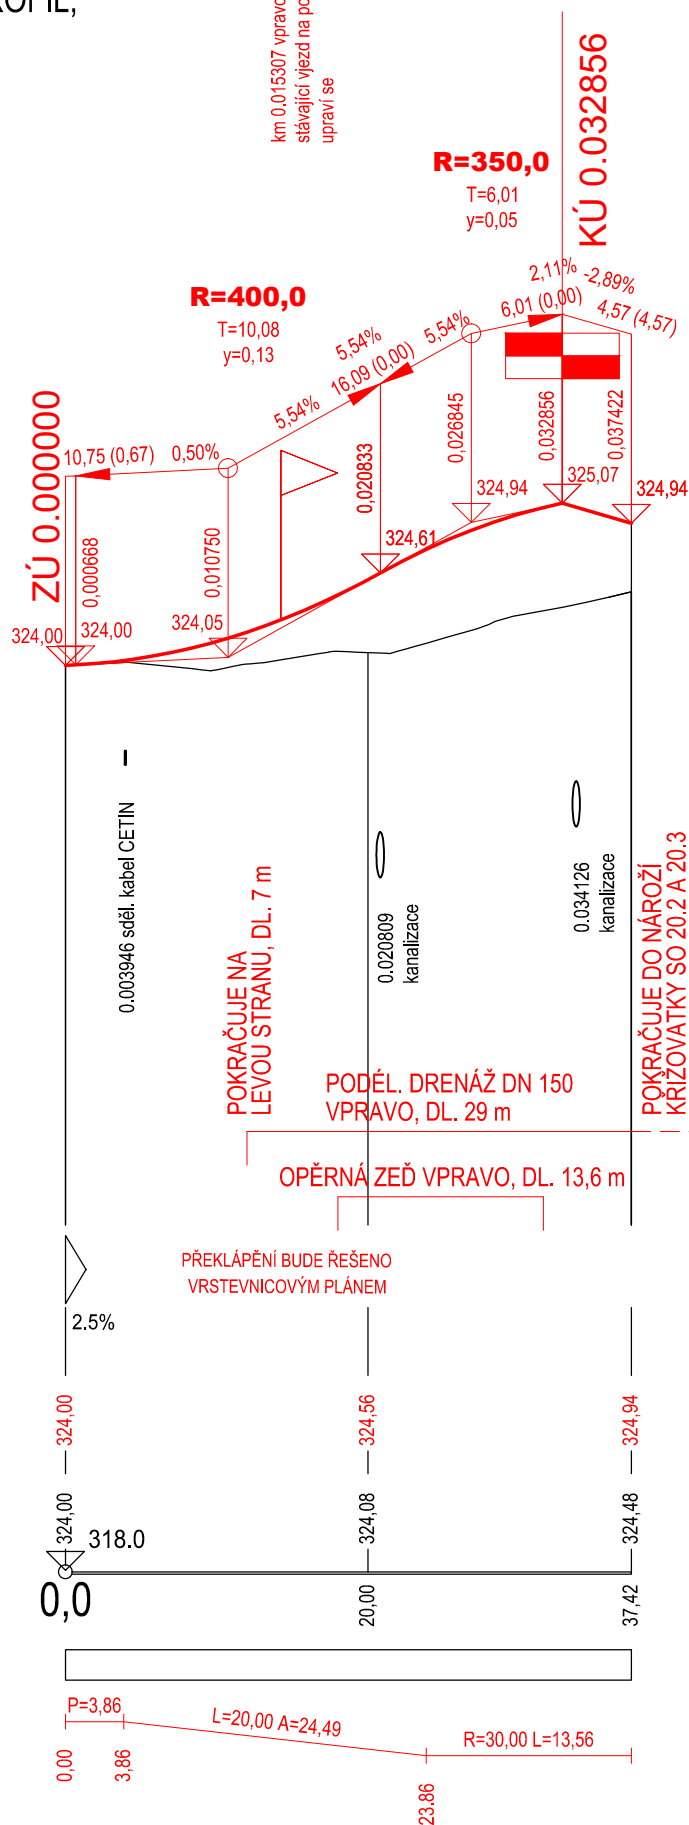 km 0.015307 vpravo
stávající vjezd na
upraví se
KÚ 0.032856
R=350,0
T=6,01
y=0,05
2,11%
-2,89%
6,01 (0,00)
4,57 (4,57)
R=400,0
T=10,08
y=0,13
5,54%
16,09 (0,00)
5,54%
5,54%
ZÚ 0.000000
10,75 (0,67)
0,50%
0,000668
0,010750
0,020833
0,026845
0,032856
0,037422
324,00
324,00
324,05
324,61
324,94
325,07
324,94
0.003946 sděl. kabel CETIN
0.020809
kanalizace
0.034126
kanalizace
POKRAČUJE NA
LEVOU STRANU, DL. 7 m
POKRAČUJE DO NÁROŽÍ
KŘIŽOVATKY SO 20.2 A 20.3
PODÉL. DRENÁŽ DN 150
VPRAVO, DL. 29 m
OPĚRNÁ ZEĎ VPRAVO, DL. 13,6 m
PŘEKLÁPĚNÍ BUDE ŘEŠENO
VRSTEVNICOVÝM PLÁNEM
2.5%
324,00
324,56
324,94
324,00
324,08
324,48
318.0
0,0
20,00
37,42
P=3,86
L=20,00 A=24,49
R=30,00 L=13,56
0,00
3,86
23,86